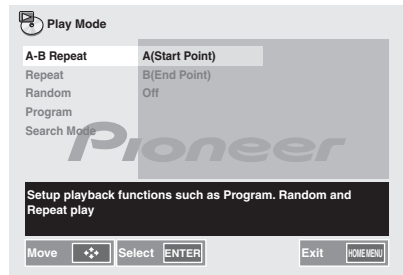 Play Mode
A-B Repeat A(Start Point)
Repeat B(End Point)
Random Off
Program
Search Mode
Pioneer
Setup playback functions such as Program. Random and
Repeat play
Move Select ENTER Exit HOME MENU